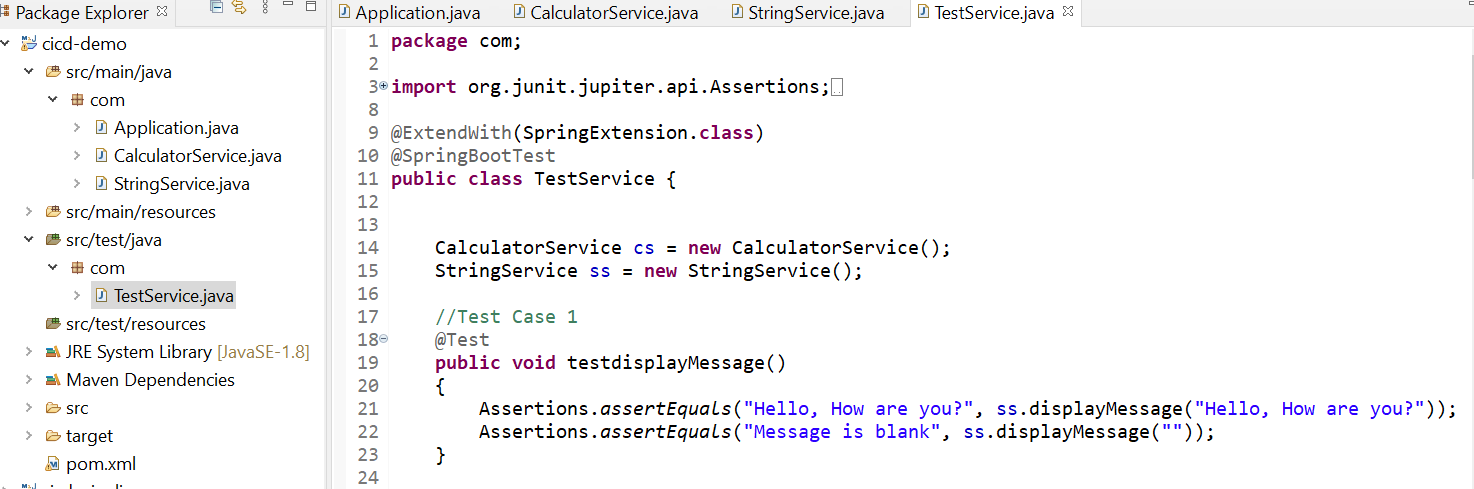 Package Explorer
cicd-demo
src/main/java
com
Application.java
CalculatorService.java
StringService.java
src/main/resources
src/test/java
com
TestService.java
src/test/resources
JRE System Library [JavaSE-1.8]
Maven Dependencies
src
target
pom.xml
Application.java CalculatorService.java StringService.java TestService.java
1 package com;
2
3 import org.junit.jupiter.api.Assertions;
8
9 @ExtendWith(SpringExtension.class)
10 @SpringBootTest
11 public class TestService {
12
13
14 CalculatorService cs = new CalculatorService();
15 StringService ss = new StringService();
16
17 //Test Case 1
18 @Test
19 public void testdisplayMessage()
20 {
21 Assertions.assertEquals("Hello, How are you?", ss.displayMessage("Hello, How are you?"));
22 Assertions.assertEquals("Message is blank", ss.displayMessage(""));
23 }
24